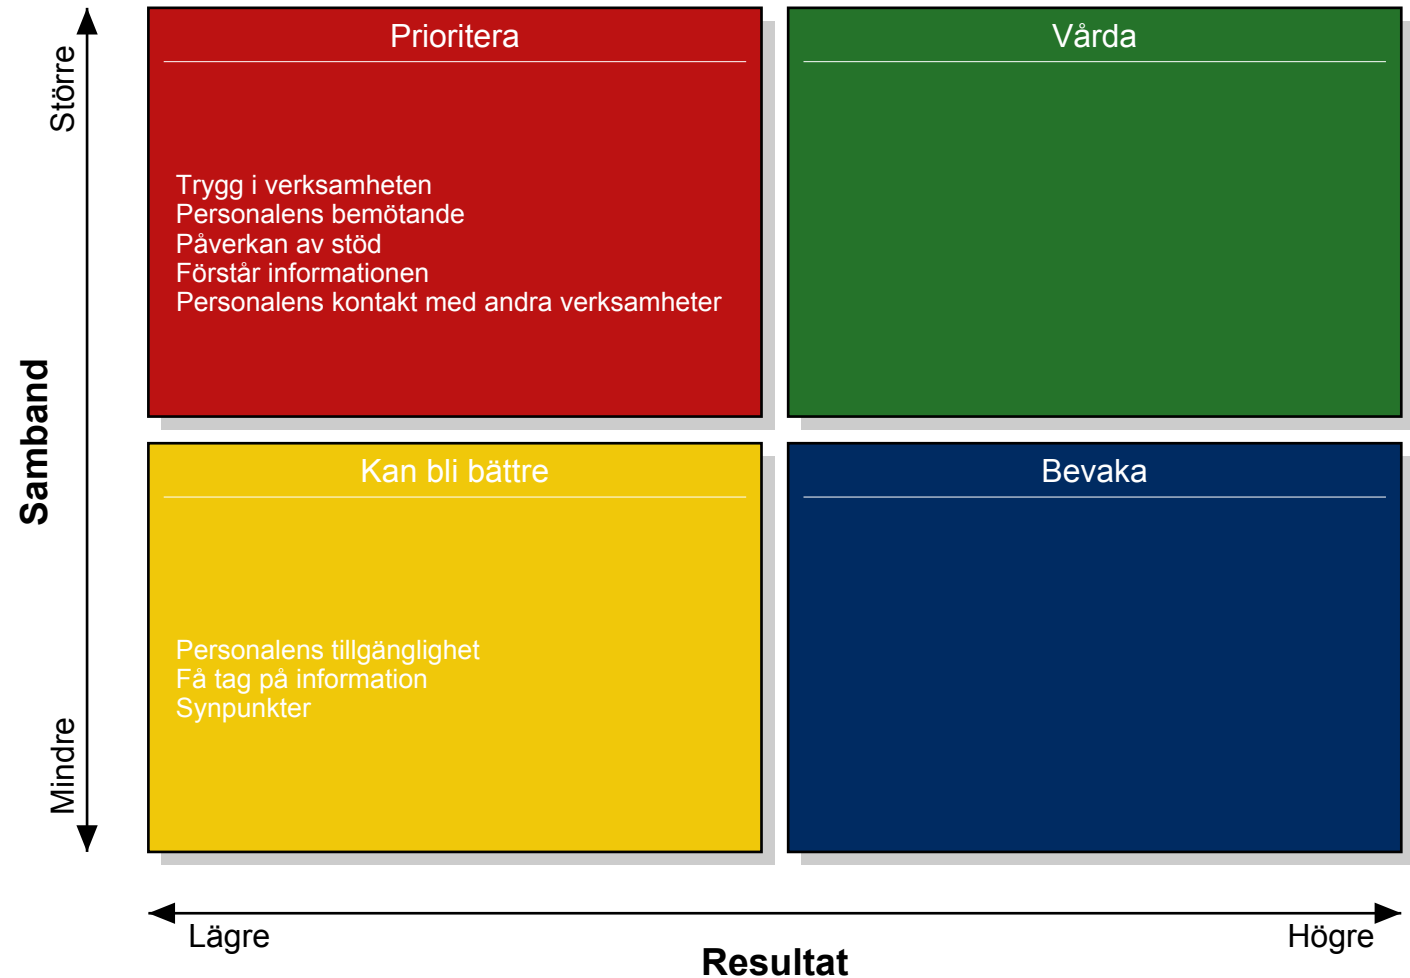 Större
Samband
Mindre
Prioritera
Trygg i verksamheten
Personalens bemötande
Påverkan av stöd
Förstår informationen
Personalens kontakt med andra verksamheter
Vårda
Kan bli bättre
Personalens tillgänglighet
Få tag på information
Synpunkter
Bevaka
Lägre
Resultat
Högre